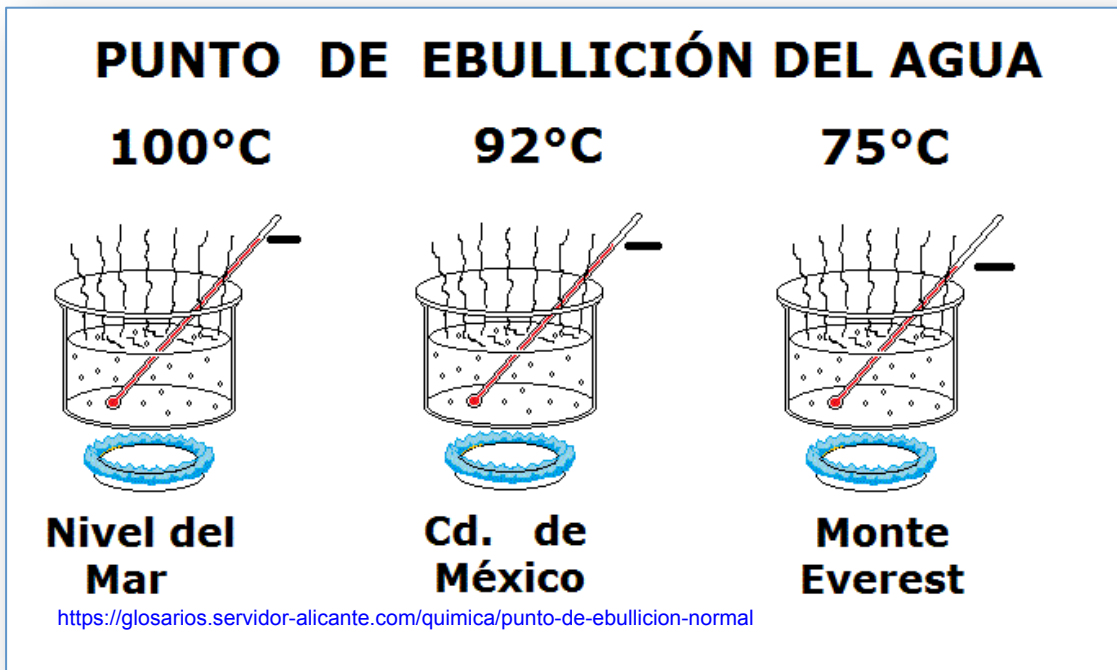 PUNTO DE EBULLICIÓN DEL AGUA
100°C 92°C 75°C
Nivel del Mar
Cd. de México
Monte Everest
https://glosarios.servidor-alicante.com/quimica/punto-de-ebullicion-normal